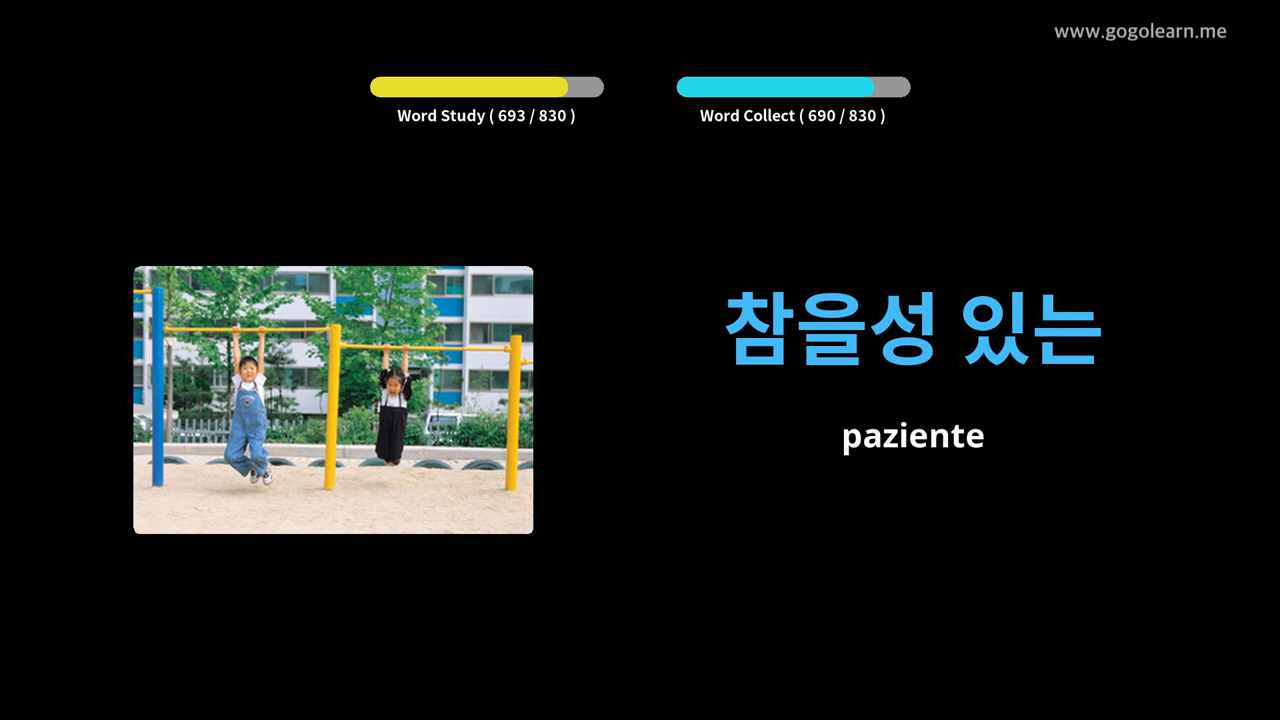 www.gogolearn.me
Word Study ( 693 / 830 )
Word Collect ( 690 / 830 )
참을성 있는
paziente